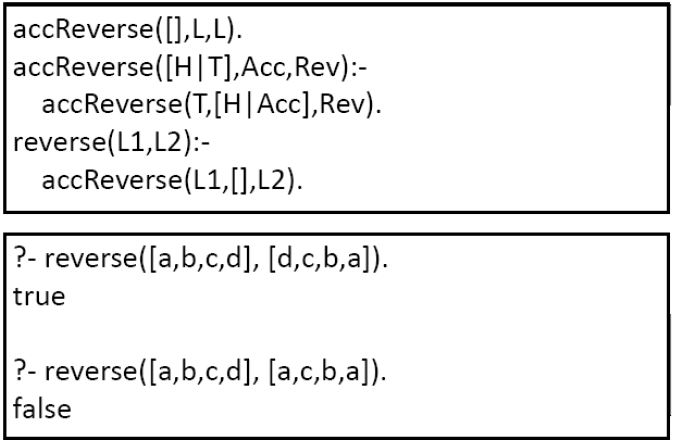 accReverse([],L,L).
accReverse([H|T],Acc,Rev):-
accReverse(T,[H|Acc],Rev).
reverse(L1,L2):-
accReverse(L1,[],L2).
?- reverse([a,b,c,d], [d,c,b,a]).
true
?- reverse([a,b,c,d], [a,c,b,a]).
false